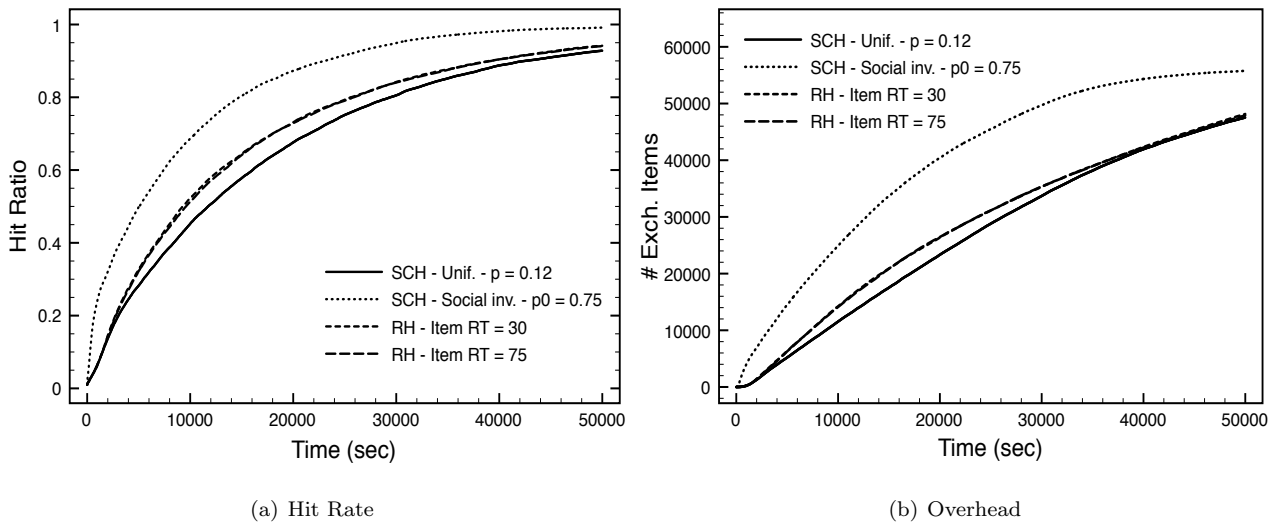 1
0.8
0.6
0.4
0.2
0
Hit Ratio
SCH - Unif. - p = 0.12
SCH - Social inv. - p0 = 0.75
RH - Item RT = 30
RH - Item RT = 75
0 10000 20000 30000 40000 50000
Time (sec)
(a) Hit Rate
60000
50000
40000
30000
20000
10000
0
# Exch. Items
SCH - Unif. - p = 0.12
SCH - Social inv. - p0 = 0.75
RH - Item RT = 30
RH - Item RT = 75
0 10000 20000 30000 40000 50000
Time (sec)
(b) Overhead